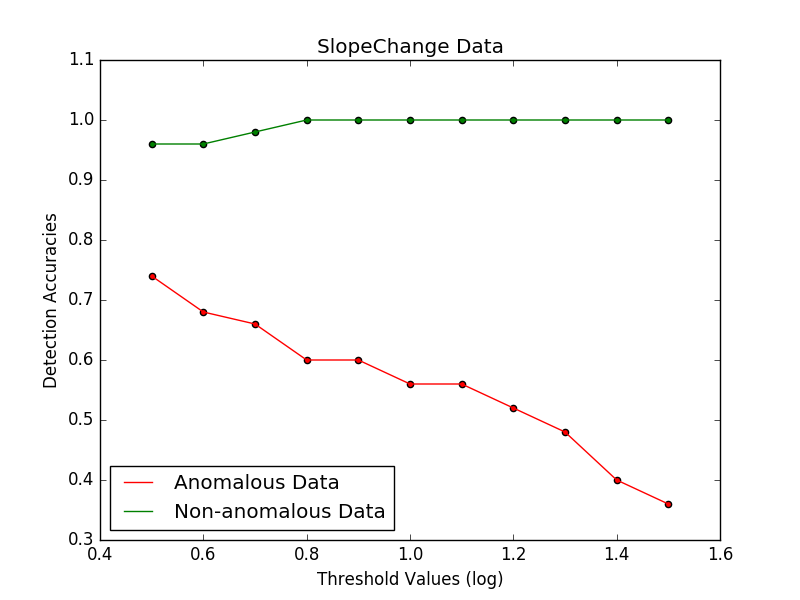 SlopeChange Data
1.1
1.0
0.9
0.8
0.7
0.6
0.5
0.4
0.3
Detection Accuracies
Anomalous Data
Non-anomalous Data
0.4 0.6 0.8 1.0 1.2 1.4 1.6
Threshold Values (log)